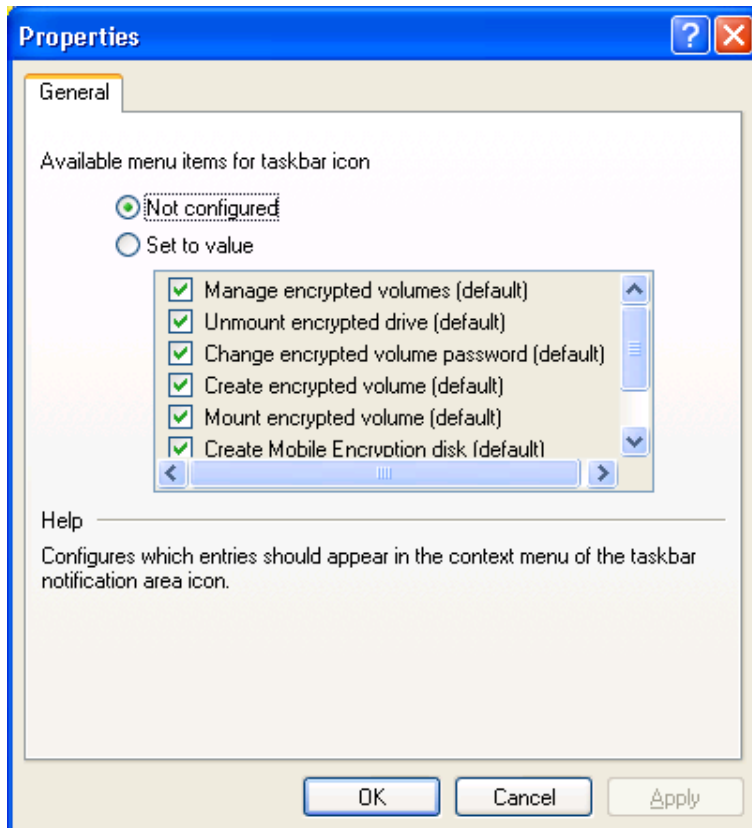 Properties
General
Available menu items for taskbar icon
Not configured
Set to value
Manage encrypted volumes (default)
Unmount encrypted drive (default)
Change encrypted volume password (default)
Create encrypted volume (default)
Mount encrypted volume (default)
Create Mobile Encryption disk (default)
Help
Configures which entries should appear in the context menu of the taskbar
notification area icon.
OK
Cancel
Apply